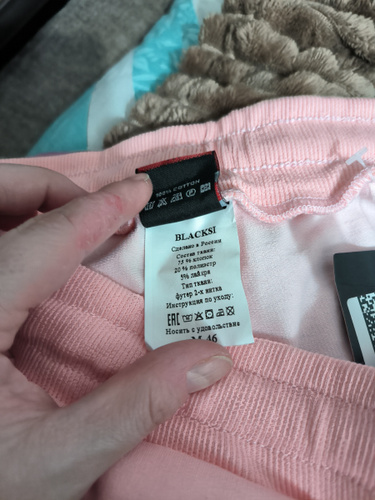 100% COTTON
BLACKSI
Сделано в России
Состав ткани:
75 % хлопок
20 % полиэстр
5% лайкра
Тип ткани:
футер 2-х нитка
Инструкция по уходу:
EAC
Носить с удовольствием
M-46